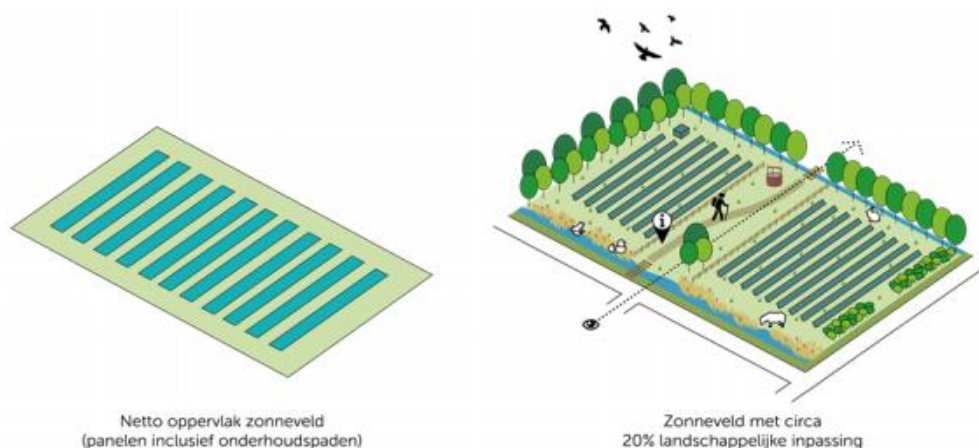 i
Netto oppervlak zonneveld
(panelen inclusief onderhoudspaden)
Zonneveld met circa
20% landschappelijke inpassing